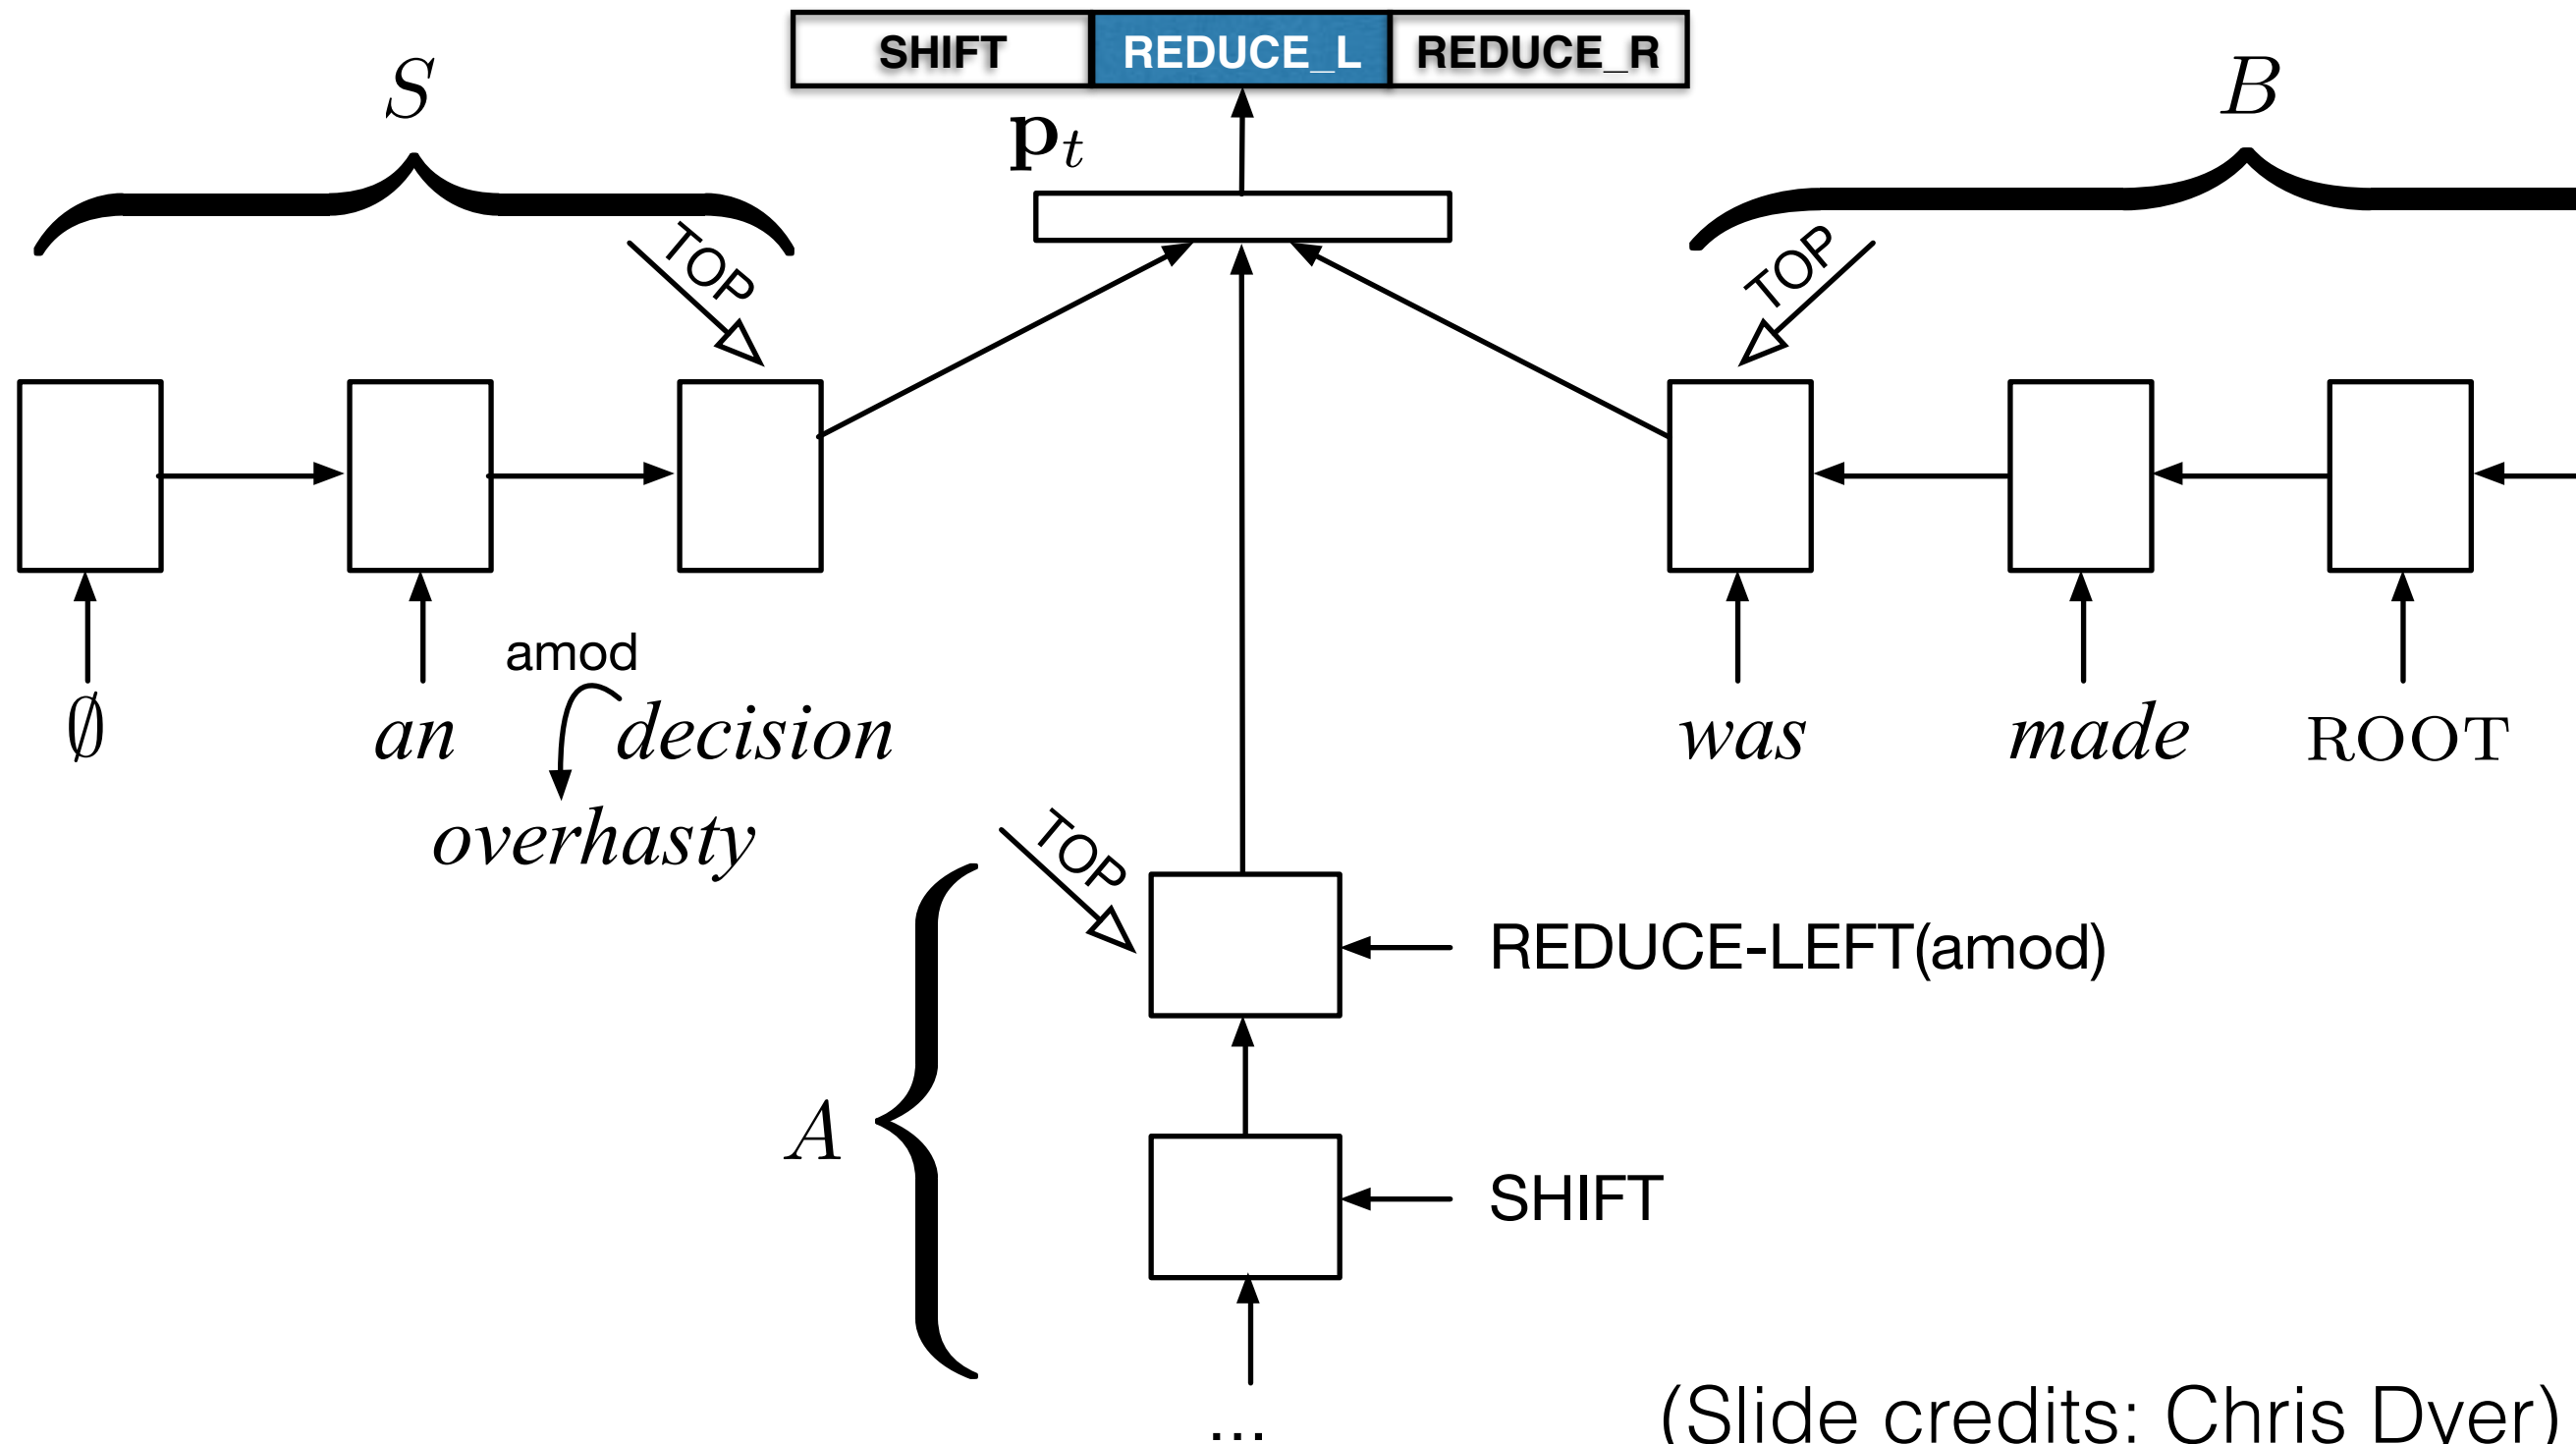 SHIFT REDUCE_L REDUCE_R
S
B
p_t
TOP
TOP
amod
∅ an decision was made ROOT
overhasty
TOP
REDUCE-LEFT(amod)
A
SHIFT
...
(Slide credits: Chris Dyer)